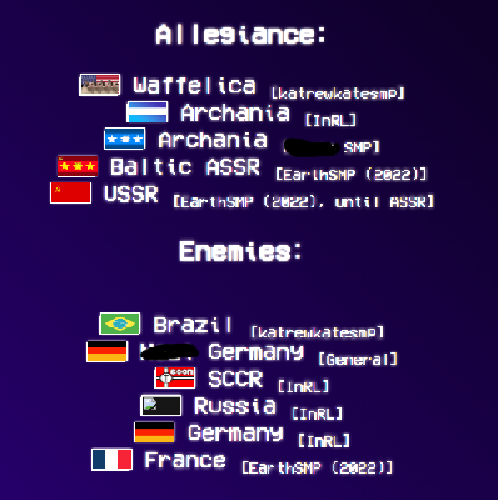 Allegiance:
Waffelica [katrewkatesmp]
Archania [InRL]
Archania SMP]
Baltic ASSR [EarthSMP (2022)]
USSR [EarthSMP (2022), until ASSR]
Enemies:
Brazil [katrewkatesmp]
Germany [General]
SCCR [InRL]
Russia [InRL]
Germany [InRL]
France [EarthSMP (2022)]